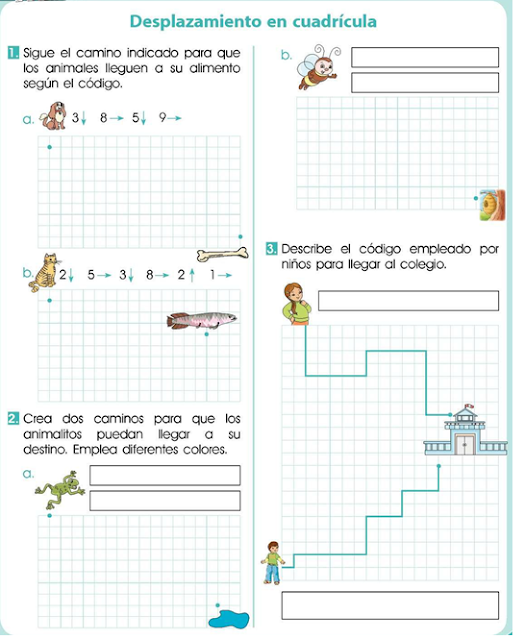 Desplazamiento en cuadrícula
1. Sigue el camino indicado para que
los animales lleguen a su alimento
según el código.
a. 3↓ 8→ 5↓ 9→
b. 2↓ 5→ 3↓ 8→ 2↑ 1→
2. Crea dos caminos para que los
animalitos puedan llegar a su
destino. Emplea diferentes colores.
a.
b.
3. Describe el código empleado por
niños para llegar al colegio.